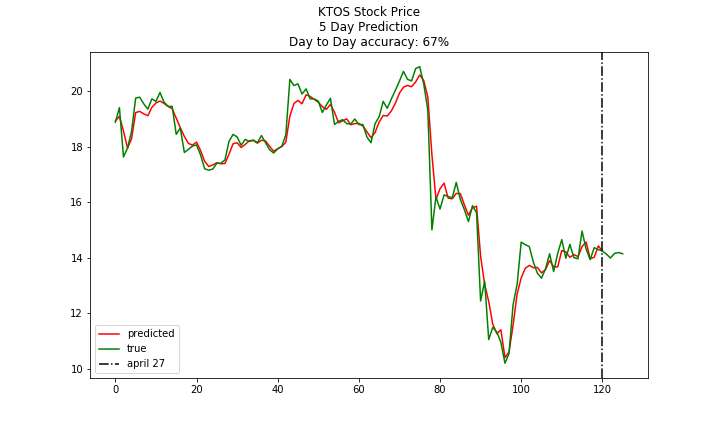 KTOS Stock Price
5 Day Prediction
Day to Day accuracy: 67%
20
18
16
14
12
10
predicted
true
april 27
0
20
40
60
80
100
120